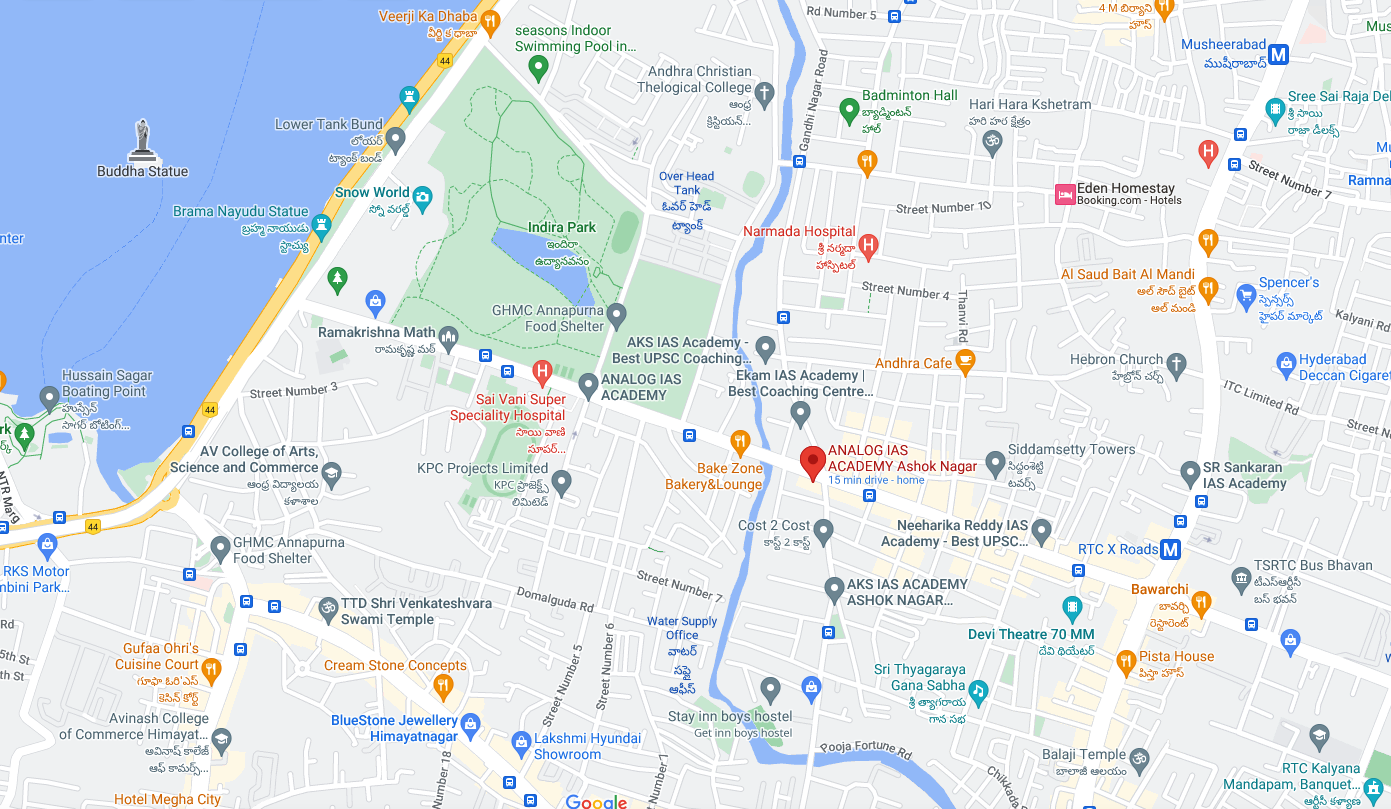 Veerji Ka Dhaba
వీర్జి క ధాబా
44
seasons Indoor
Swimming Pool in...
Rd Number 5
4 M బిర్యాని
హౌస్
Musheerabad
ముషీరాబాద్
M
Andhra Christian
Thelogical College
ఆంధ్ర
క్రిస్టియన్...
Gandhi Nagar Road
Badminton Hall
బ్యాడ్మింటన్
హాల్
Hari Hara Kshetram
హరి హర క్షేత్రం
Sree Sai Raja Del
శ్రీ సాయి
రాజా డీలక్స్
Lower Tank Bund
లోయర్
ట్యాంక్ బండ్
Buddha Statue
H
Street Number 7
Ramna
Over Head
Tank
ఓవర్ హెడ్
ట్యాంక్
Eden Homestay
Booking.com - Hotels
Snow World
స్నో వరల్డ్
Brama Nayudu Statue
బ్రహ్మ నాయుడు
స్టాచ్యు
Street Number 10
Indira Park
ఇందిరా
ఉద్యానవనం
Narmada Hospital
శ్రీ నర్మదా
హాస్పిటల్
H
enter
Al Saud Bait Al Mandi
అల్ సౌద్ బైట్
అల్ మండి
Spencer's
స్పెన్సర్స్
హైపర్ మార్కెట్
Street Number 4
Thanvi Rd
Kalyani Rd
GHMC Annapurna
Food Shelter
Ramakrishna Math
రామకృష్ణ మఠ్
AKS IAS Academy -
Best UPSC Coaching...
Andhra Cafe
Hebron Church
హేబ్రోన్ చర్చ్
Hyderabad
Deccan Cigaret
Hussain Sagar
Boating Point
హుస్సేన్
సాగర్ బోటింగ్...
Street Number 3
H
ANALOG IAS
ACADEMY
Ekam IAS Academy |
Best Coaching Centre...
ITC Limited Rd
Sai Vani Super
Speciality Hospital
సాయి వాణి
సూపర్...
44
AV College of Arts,
Science and Commerce
ఆంధ్ర విద్యాలయ
కళాశాల
KPC Projects Limited
KPC ప్రాజెక్ట్స్
లిమిటెడ్
Bake Zone
Bakery&Lounge
ANALOG IAS
ACADEMY Ashok Nagar
15 min drive - home
Siddamsetty Towers
సిద్దంశెట్టి
టవర్స్
SR Sankaran
IAS Academy
NTR Marg
44
GHMC Annapurna
Food Shelter
Cost 2 Cost
కాస్ట్ 2 కాస్ట్
Neeharika Reddy IAS
Academy - Best UPSC...
RTC X Roads
M
RKS Motor
mbini Park...
TSRTC Bus Bhavan
టీఎస్ఆర్టీసీ
బస్ భవన్
Street Number 7
Domalguda Rd
AKS IAS ACADEMY
ASHOK NAGAR...
Bawarchi
బావర్చి
రెస్టారెంట్
TTD Shri Venkateshvara
Swami Temple
Water Supply
Office
వాటర్
సప్లై
ఆఫీస్
Devi Theatre 70 MM
దేవి థియేటర్
Gufaa Ohri's
Cuisine Court
గూఫా ఓరి'ఎస్
కెసిన్ కోర్ట్
Cream Stone Concepts
Street Number 5
Street Number 6
Sri Thyagaraya
Gana Sabha
శ్రీ త్యాగరాయ
గాన సభ
Pista House
పిస్తా హౌస్
Avinash College
of Commerce Himayat...
అవినాష్ కాలేజ్
ఆఫ్ కామర్స్...
BlueStone Jewellery
Himayatnagar
Stay inn boys hostel
Get inn boys hostel
Lakshmi Hyundai
Showroom
Pooja Fortune Rd
Balaji Temple
బాలాజీ ఆలయం
Chikkada
RTC Kalyana
Mandapam, Banquet...
ఆర్టీసీ కళ్యాణ
Hotel Megha City
Google